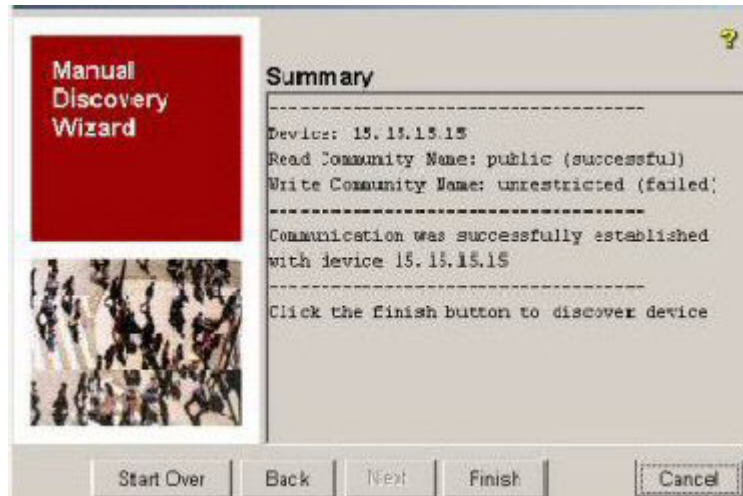 Manual
Discovery
Wizard
?
Summary
------------------------------------------
Device: 15.15.15.15
Read Community Name: public (successful)
Write Community Name: unrestricted (failed)
------------------------------------------
Communication was successfully established
with device 15.15.15.15
------------------------------------------
Click the finish button to discover device
Start Over Back Next Finish Cancel